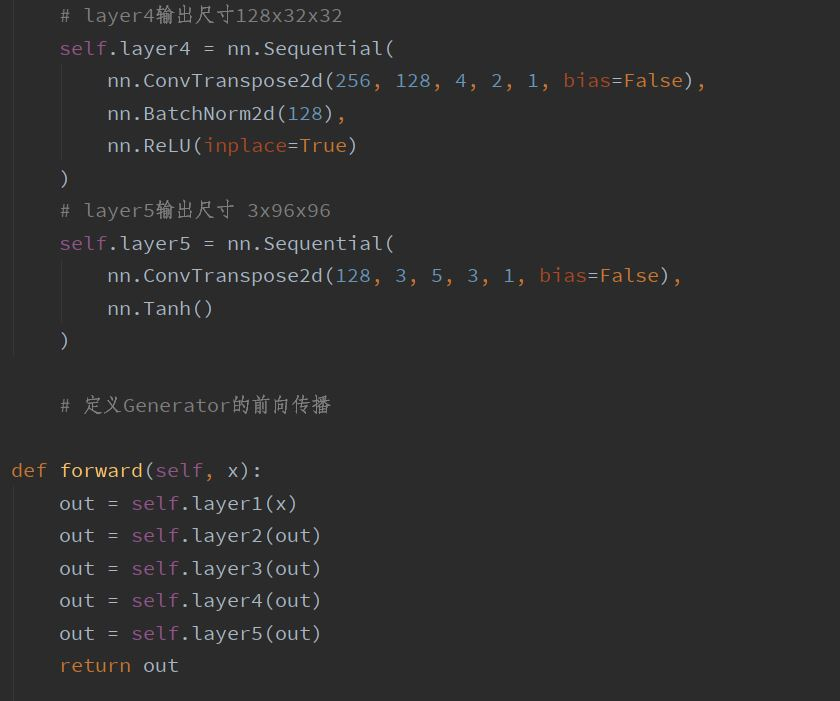 # layer4输出尺寸128x32x32
self.layer4 = nn.Sequential(
nn.ConvTranspose2d(256, 128, 4, 2, 1, bias=False),
nn.BatchNorm2d(128),
nn.ReLU(inplace=True)
)
# layer5输出尺寸 3x96x96
self.layer5 = nn.Sequential(
nn.ConvTranspose2d(128, 3, 5, 3, 1, bias=False),
nn.Tanh()
)
# 定义Generator的前向传播
def forward(self, x):
out = self.layer1(x)
out = self.layer2(out)
out = self.layer3(out)
out = self.layer4(out)
out = self.layer5(out)
return out